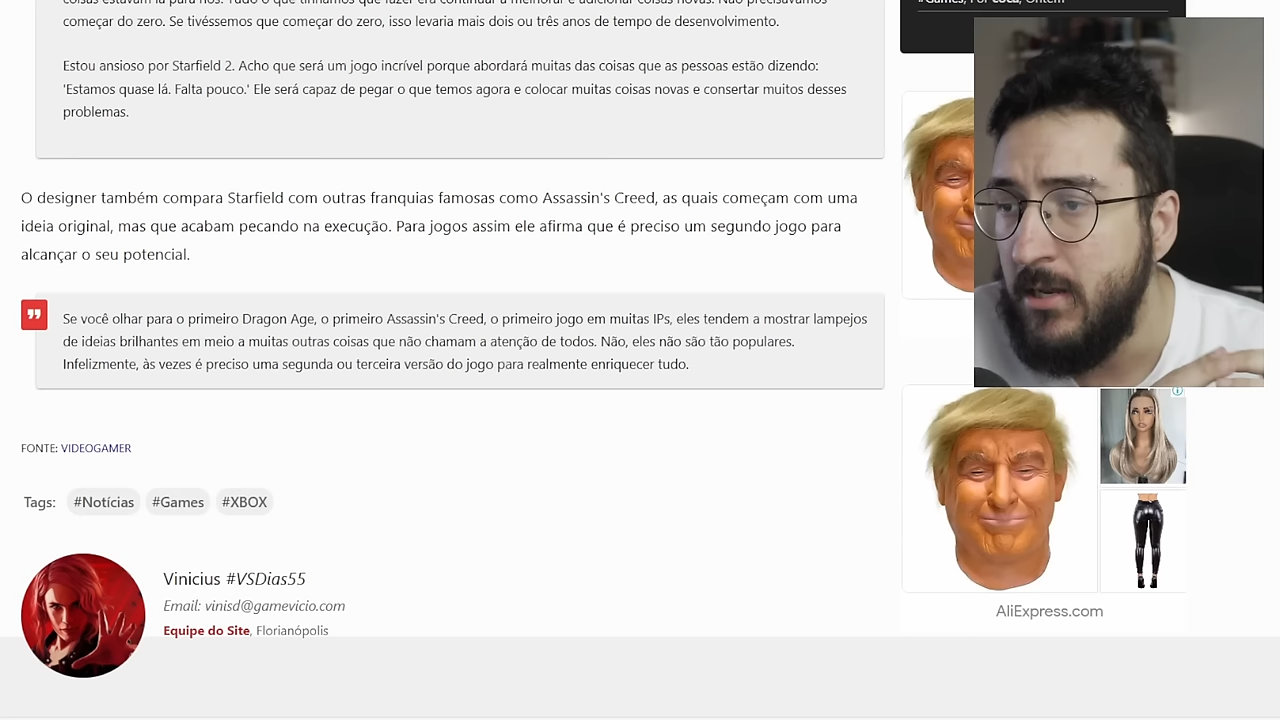 começar do zero. Se tivéssemos que começar do zero, isso levaria mais dois ou três anos de tempo de desenvolvimento.
Estou ansioso por Starfield 2. Acho que será um jogo incrível porque abordará muitas das coisas que as pessoas estão dizendo:
'Estamos quase lá. Falta pouco.' Ele será capaz de pegar o que temos agora e colocar muitas coisas novas e consertar muitos desses
problemas.
O designer também compara Starfield com outras franquias famosas como Assassin's Creed, as quais começam com uma
ideia original, mas que acabam pecando na execução. Para jogos assim ele afirma que é preciso um segundo jogo para
alcançar o seu potencial.
Se você olhar para o primeiro Dragon Age, o primeiro Assassin's Creed, o primeiro jogo em muitas IPs, eles tendem a mostrar lampejos
de ideias brilhantes em meio a muitas outras coisas que não chamam a atenção de todos. Não, eles não são tão populares.
Infelizmente, às vezes é preciso uma segunda ou terceira versão do jogo para realmente enriquecer tudo.
FONTE: VIDEOGAMER
Tags: #Notícias #Games #XBOX
Vinicius #VSDias55
Email: vinisd@gamevicio.com
Equipe do Site, Florianópolis
AliExpress.com